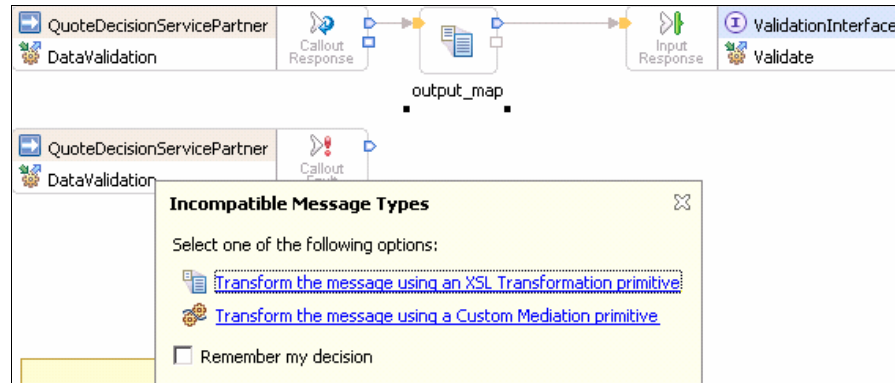 QuoteDecisionServicePartner
DataValidation
Callout
Response
output_map
Input
Response
ValidationInterface
Validate
QuoteDecisionServicePartner
DataValidation
Callout
Incompatible Message Types
Select one of the following options:
Transform the message using an XSL Transformation primitive
Transform the message using a Custom Mediation primitive
Remember my decision